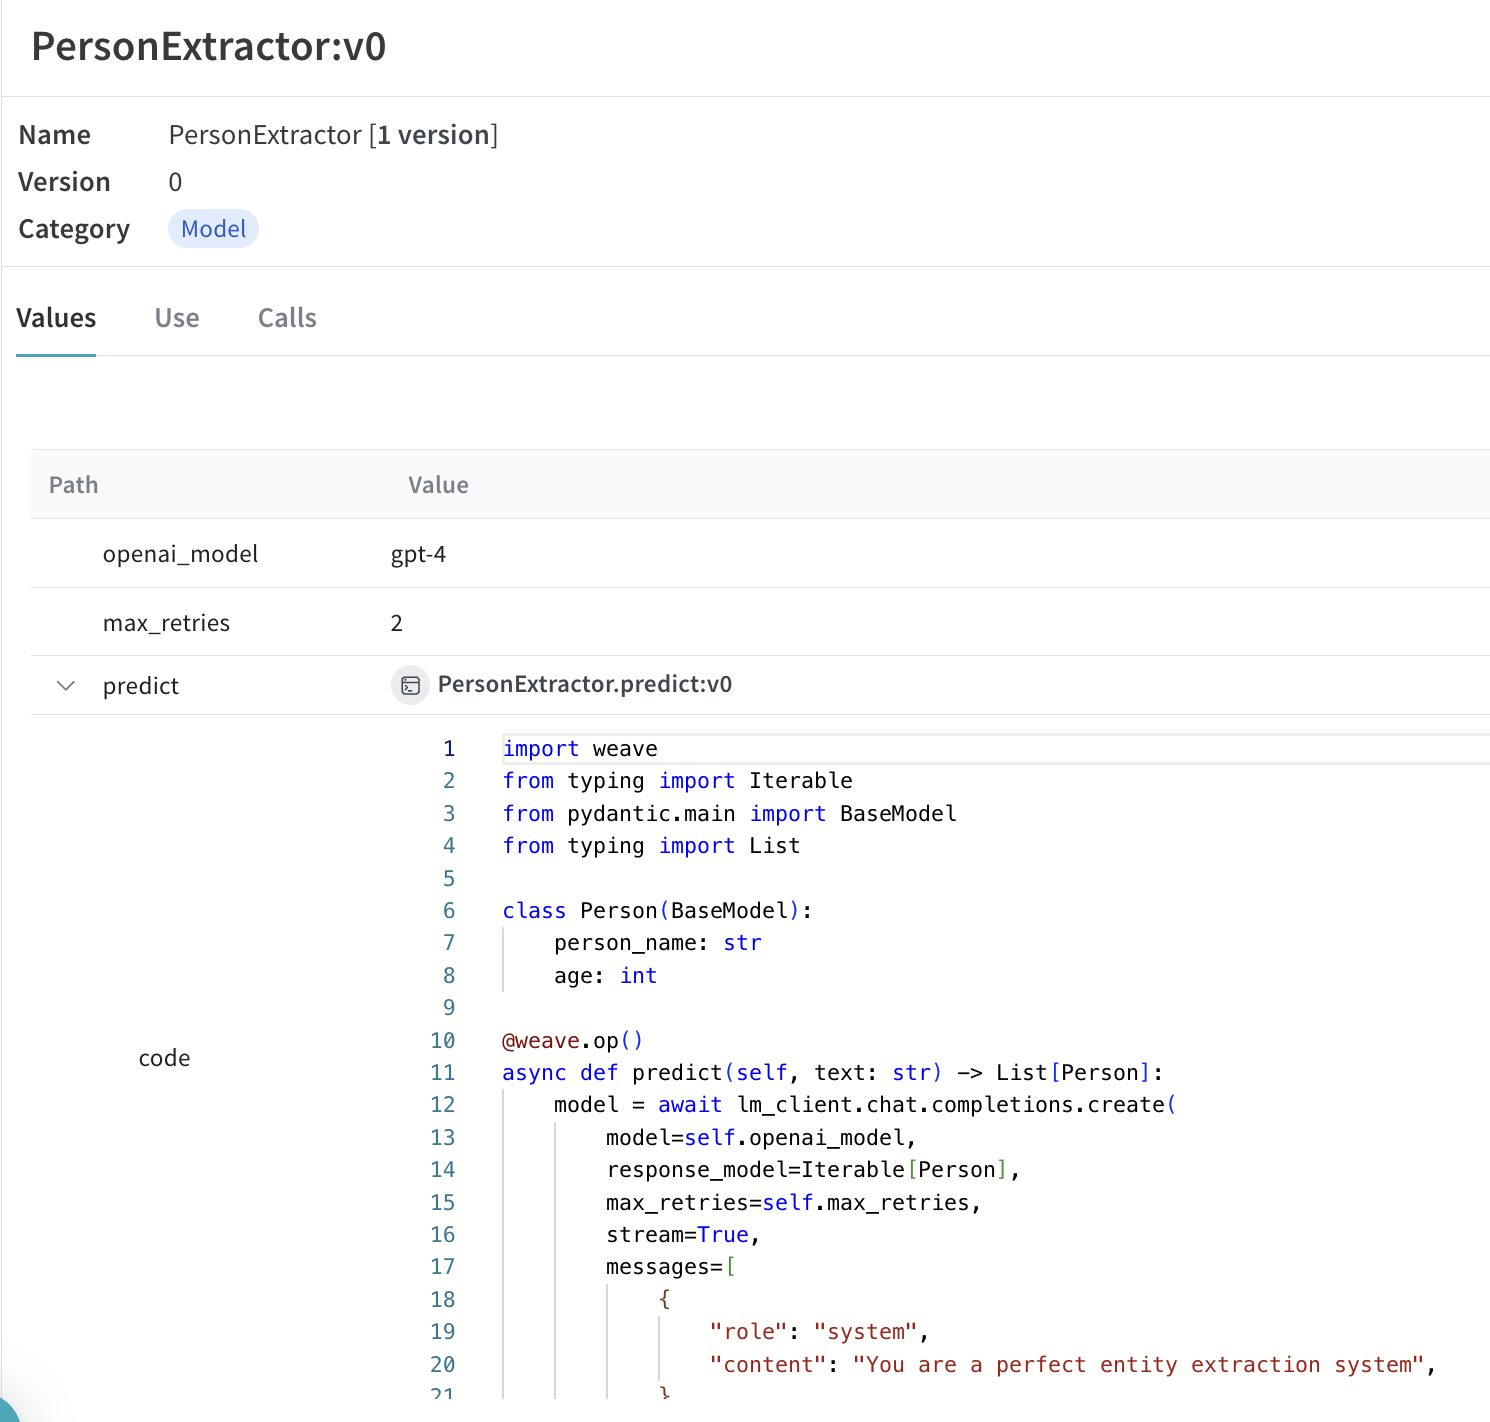 PersonExtractor:v0
Name PersonExtractor [1 version]
Version 0
Category Model
Values Use Calls
Path Value
openai_model gpt-4
max_retries 2
predict PersonExtractor.predict:v0
code
1 import weave
2 from typing import Iterable
3 from pydantic.main import BaseModel
4 from typing import List
5
6 class Person(BaseModel):
7     person_name: str
8     age: int
9
10 @weave.op()
11 async def predict(self, text: str) -> List[Person]:
12     model = await lm_client.chat.completions.create(
13         model=self.openai_model,
14         response_model=Iterable[Person],
15         max_retries=self.max_retries,
16         stream=True,
17         messages=[
18             {
19                 "role": "system",
20                 "content": "You are a perfect entity extraction system",
21             }